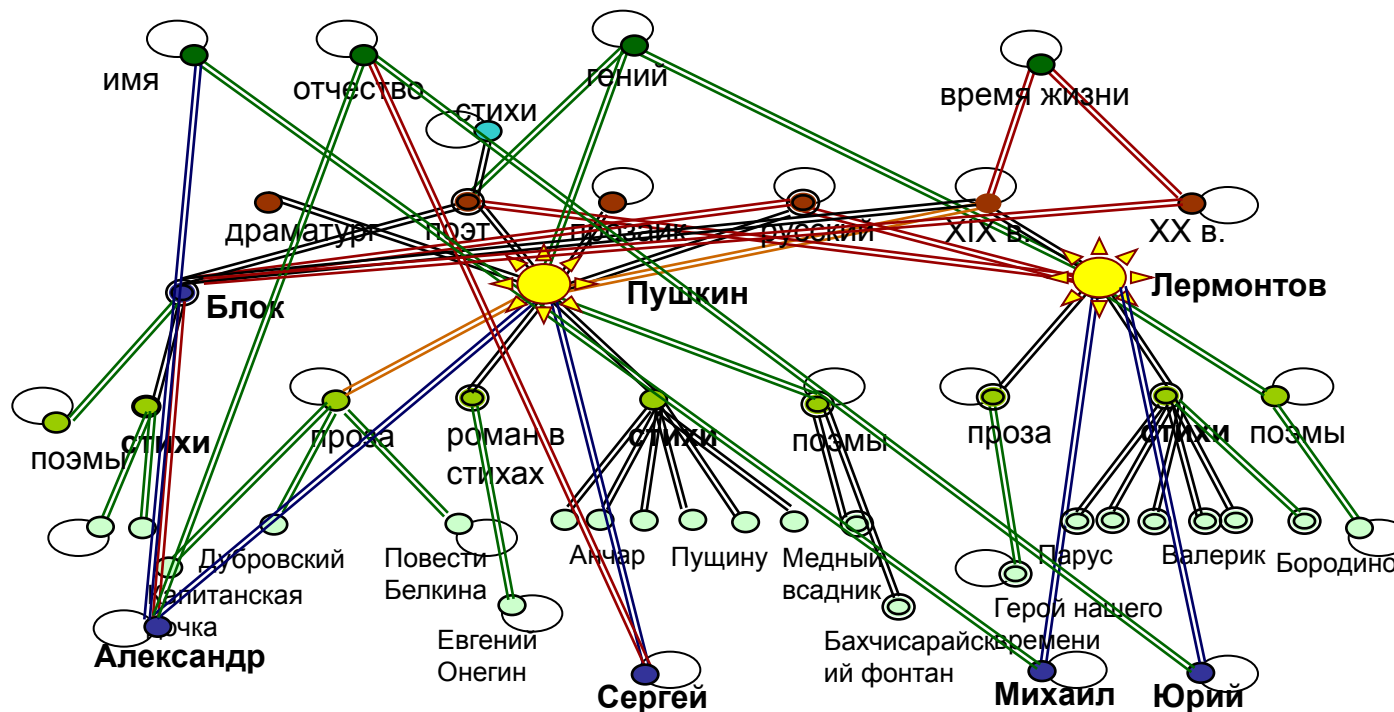 имя
отчество
гений
время жизни
стихи
драматург
поэт
прозаик
русский
XIX в.
XX в.
Блок
Пушкин
Лермонтов
поэмы
стихи
проза
роман в
стихах
стихи
поэмы
проза
стихи
поэмы
Дубровский
Повести
Белкина
Анчар
Пущину
Медный
всадник
Парус
Валерик
Бородино
Капитанская
дочка
Евгений
Онегин
Бахчисарайск
ий фонтан
Герой нашего
времени
Александр
Сергей
Михаил
Юрий